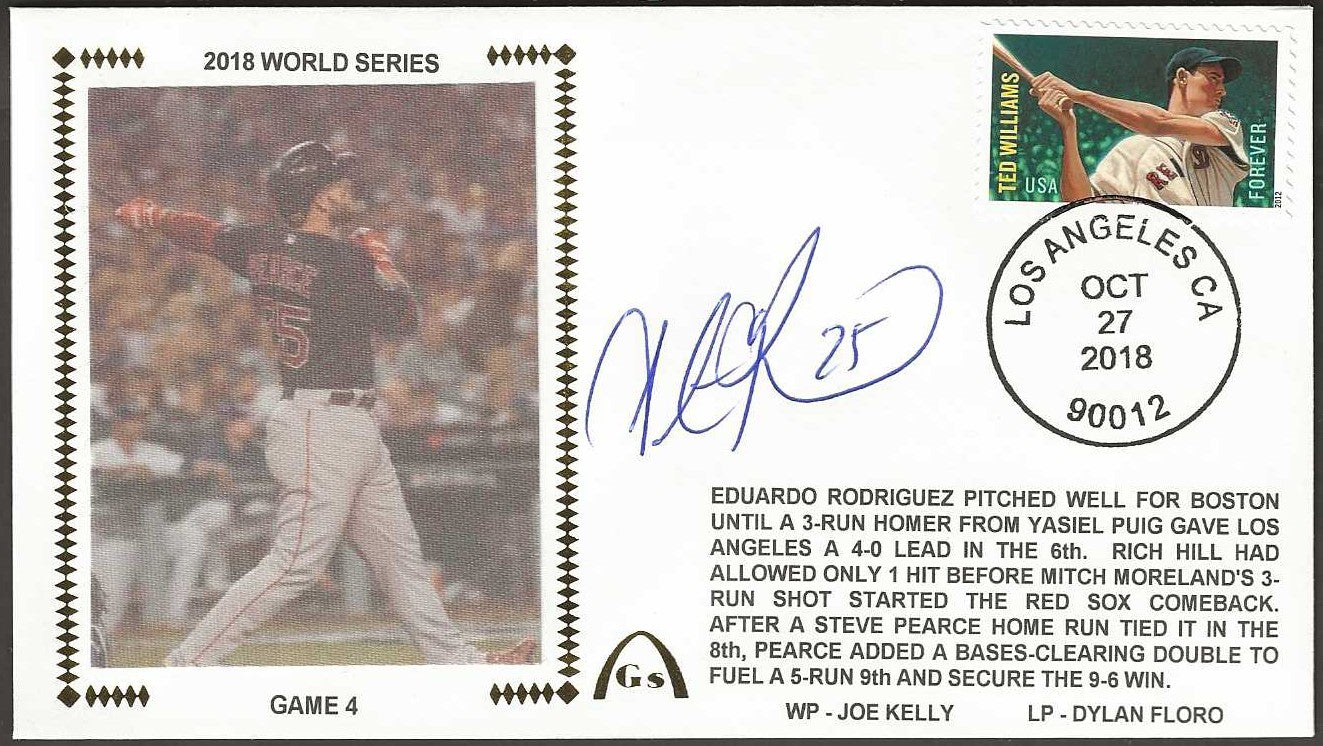 2018 WORLD SERIES
GAME 4
TED WILLIAMS
USA
FOREVER
2012
LOS ANGELES CA
OCT
27
2018
90012
25
EDUARDO RODRIGUEZ PITCHED WELL FOR BOSTON
UNTIL A 3-RUN HOMER FROM YASIEL PUIG GAVE LOS
ANGELES A 4-0 LEAD IN THE 6th. RICH HILL HAD
ALLOWED ONLY 1 HIT BEFORE MITCH MORELAND'S 3-
RUN SHOT STARTED THE RED SOX COMEBACK.
AFTER A STEVE PEARCE HOME RUN TIED IT IN THE
8th, PEARCE ADDED A BASES-CLEARING DOUBLE TO
FUEL A 5-RUN 9th AND SECURE THE 9-6 WIN.
WP - JOE KELLY LP - DYLAN FLORO
Gs